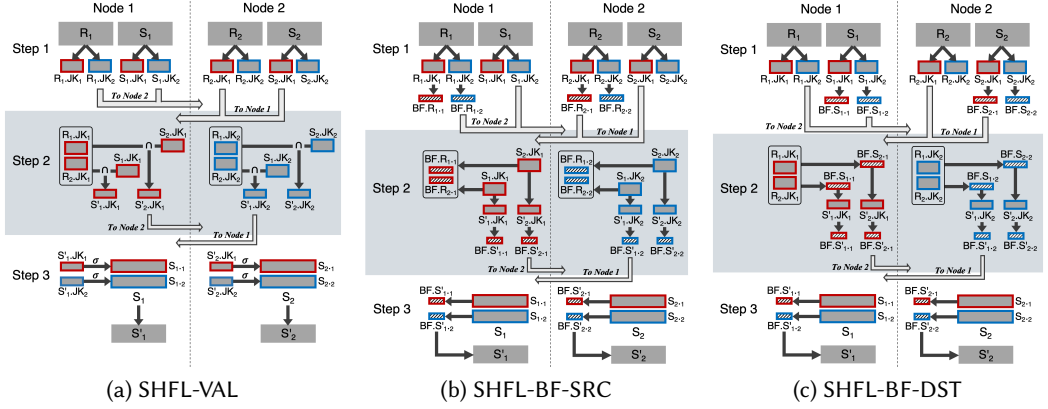 Node 1
Node 2
Step 1
R1
S1
R2
S2
R1.JK1
R1.JK2
S1.JK1
S1.JK2
R2.JK1
R2.JK2
S2.JK1
S2.JK2
To Node 2
To Node 1
Step 2
R1.JK1
R2.JK1
S2.JK1
∩
S1.JK1
∩
S'1.JK1
S'2.JK1
R1.JK2
R2.JK2
S2.JK2
∩
S1.JK2
∩
S'1.JK2
S'2.JK2
To Node 2
To Node 1
Step 3
S'1.JK1
σ
S1-1
S'1.JK2
σ
S1-2
S1
S'1
S'2.JK1
σ
S2-1
S'2.JK2
σ
S2-2
S2
S'2
(a) SHFL-VAL
Node 1
Node 2
Step 1
R1
S1
R2
S2
R1.JK1
R1.JK2
S1.JK1
S1.JK2
R2.JK1
R2.JK2
S2.JK1
S2.JK2
BF.R1-1
BF.R1-2
BF.R2-1
BF.R2-2
To Node 2
To Node 1
Step 2
BF.R1-1
BF.R2-1
S2.JK1
S1.JK1
S'1.JK1
S'2.JK1
BF.S'1-1
BF.S'2-1
BF.R1-2
BF.R2-2
S2.JK2
S1.JK2
S'1.JK2
S'2.JK2
BF.S'1-2
BF.S'2-2
To Node 2
To Node 1
Step 3
BF.S'1-1
S1-1
BF.S'1-2
S1-2
S1
S'1
BF.S'2-1
S2-1
BF.S'2-2
S2-2
S2
S'2
(b) SHFL-BF-SRC
Node 1
Node 2
Step 1
R1
S1
R2
S2
R1.JK1
R1.JK2
S1.JK1
S1.JK2
R2.JK1
R2.JK2
S2.JK1
S2.JK2
BF.S1-1
BF.S1-2
BF.S2-1
BF.S2-2
To Node 2
To Node 1
Step 2
R1.JK1
R2.JK1
BF.S2-1
BF.S1-1
S'1.JK1
S'2.JK1
BF.S'1-1
BF.S'2-1
R1.JK2
R2.JK2
BF.S2-2
BF.S1-2
S'1.JK2
S'2.JK2
BF.S'1-2
BF.S'2-2
To Node 2
To Node 1
Step 3
BF.S'1-1
S1-1
BF.S'1-2
S1-2
S1
S'1
BF.S'2-1
S2-1
BF.S'2-2
S2-2
S2
S'2
(c) SHFL-BF-DST